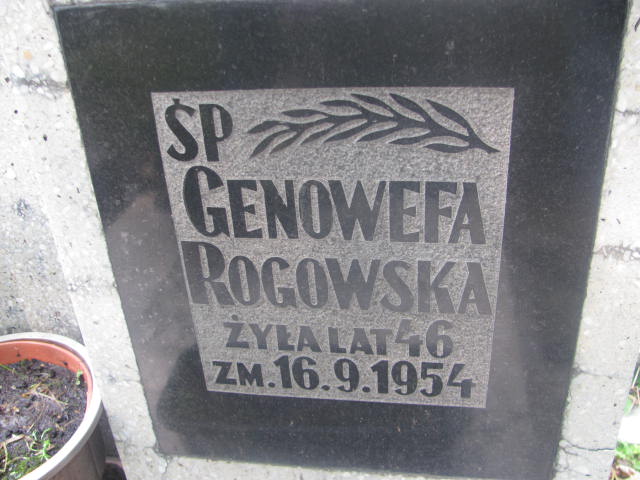 ŚP
GENOWEFA
ROGOWSKA
ŻYŁA LAT 46
ZM. 16.9.1954